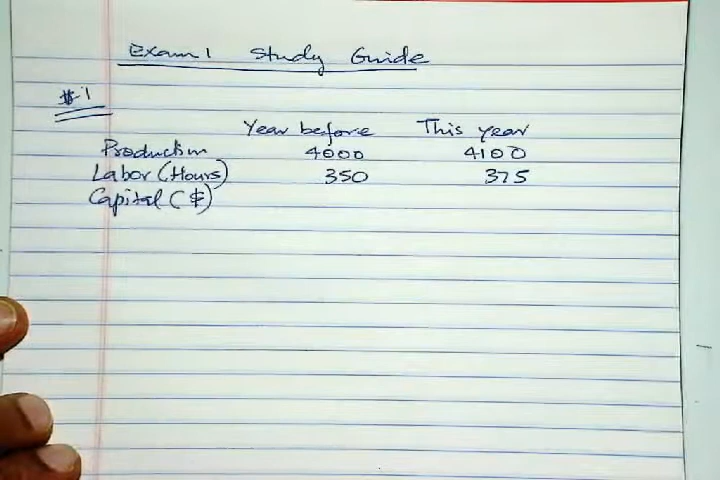 Exam 1 Study Guide
#1
Year before This year
Production 4000 4100
Labor (Hours) 350 375
Capital ($)